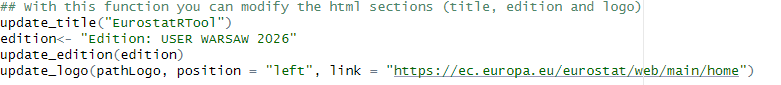 ## With this function you can modify the html sections (title, edition and logo)
update_title("EurostatRTool")
edition<- "Edition: USER WARSAW 2026"
update_edition(edition)
update_logo(pathLogo, position = "left", link = "https://ec.europa.eu/eurostat/web/main/home")